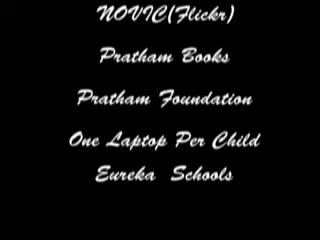 NOVIC(Flickr)
Pratham Books
Pratham Foundation
One Laptop Per Child
Eureka Schools